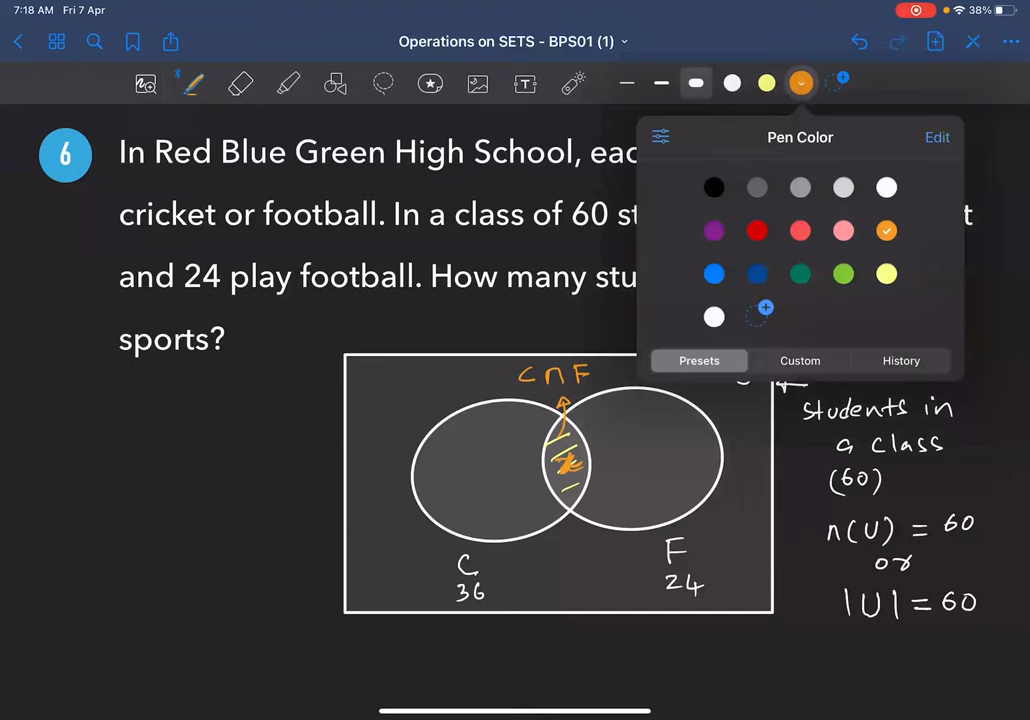 7:18 AM Fri 7 Apr
38%
Operations on SETS - BPS01 (1)
T
Pen Color
Edit
Presets
Custom
History
6
In Red Blue Green High School, eac
cricket or football. In a class of 60 st
t
and 24 play football. How many stu
sports?
C ∩ F
x
C
36
F
24
students in
a class
(60)
n(U) = 60
or
|U| = 60